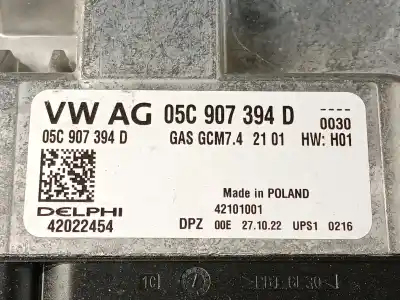 VW AG 05C 907 394 D ----
0030
05C 907 394 D GAS GCM7.4 21 01 HW: H01
Made in POLAND
DELPHI 42101001
42022454 DPZ 00E 27.10.22 UPS1 0216